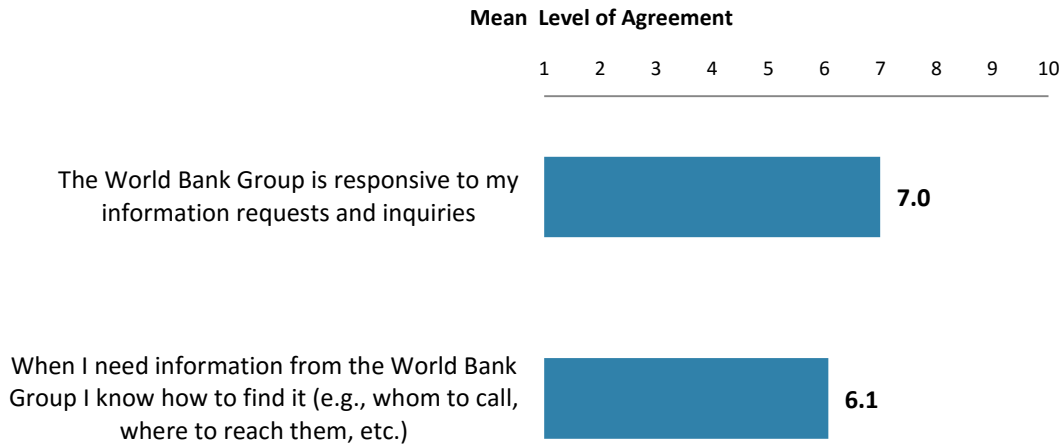 Mean Level of Agreement
1 2 3 4 5 6 7 8 9 10
The World Bank Group is responsive to my
information requests and inquiries
7.0
When I need information from the World Bank
Group I know how to find it (e.g., whom to call,
where to reach them, etc.)
6.1